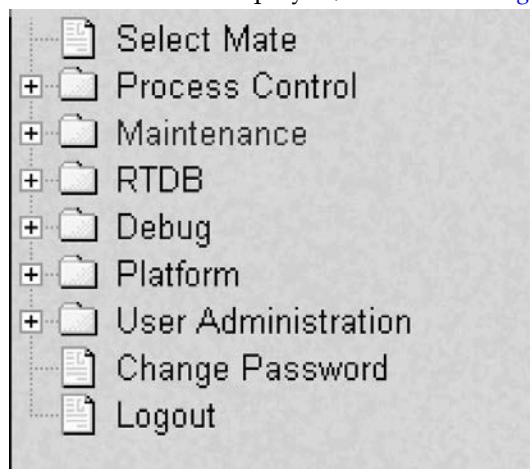 Select Mate
Process Control
Maintenance
RTDB
Debug
Platform
User Administration
Change Password
Logout